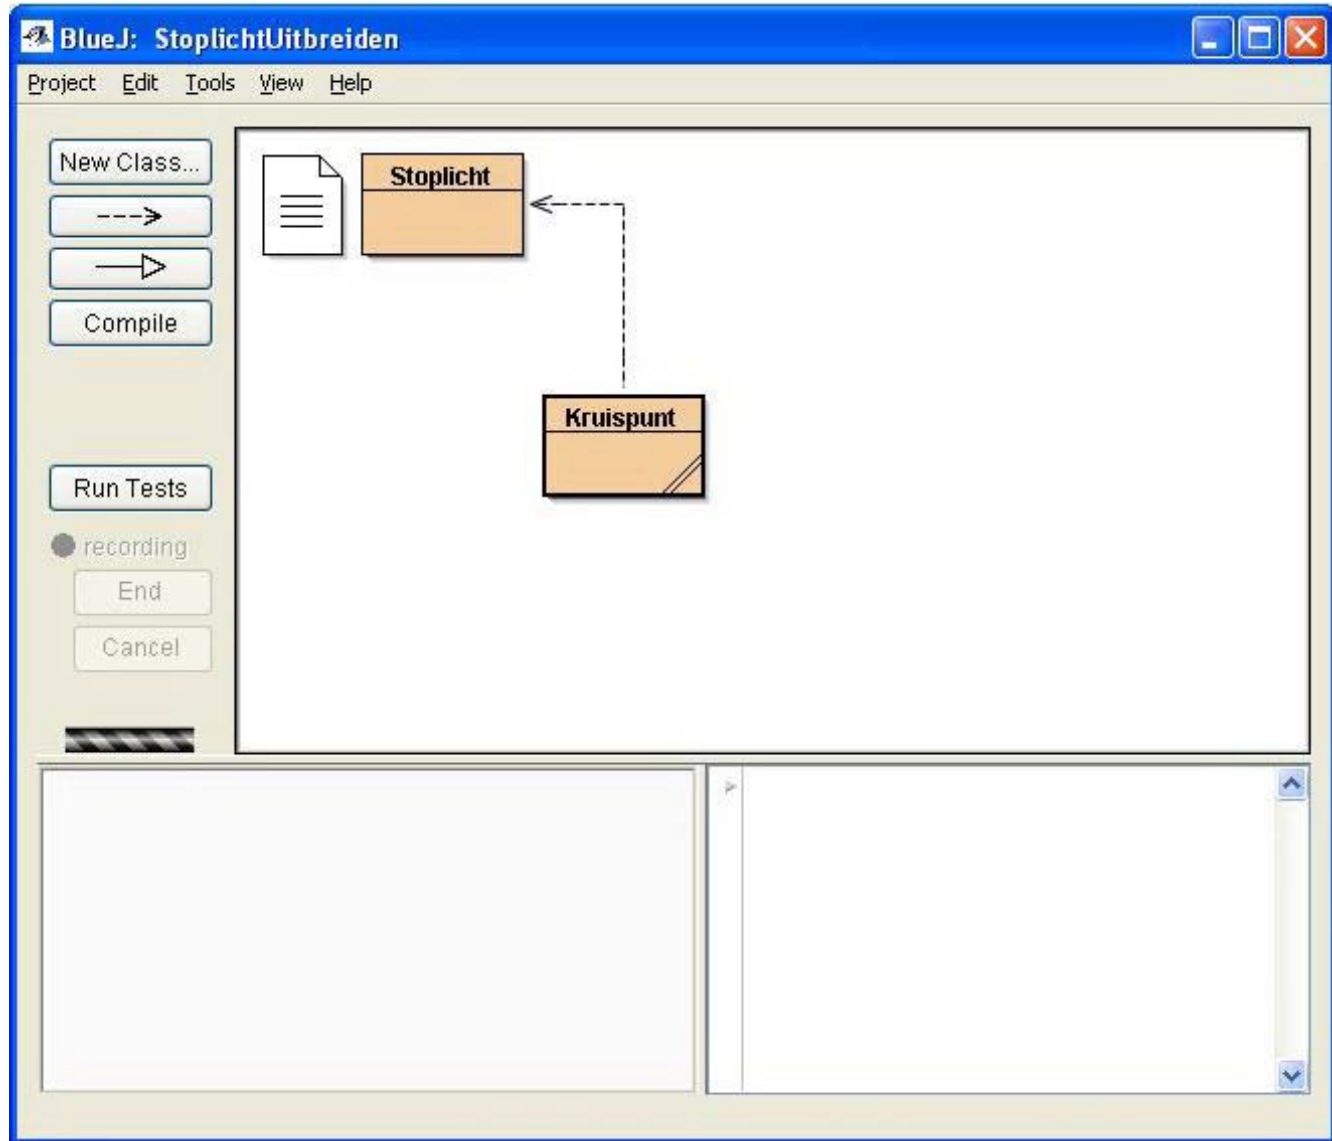 BlueJ: StoplichtUitbreiden
Project Edit Tools View Help
New Class...
Compile
Run Tests
recording
End
Cancel
Stoplicht
Kruispunt